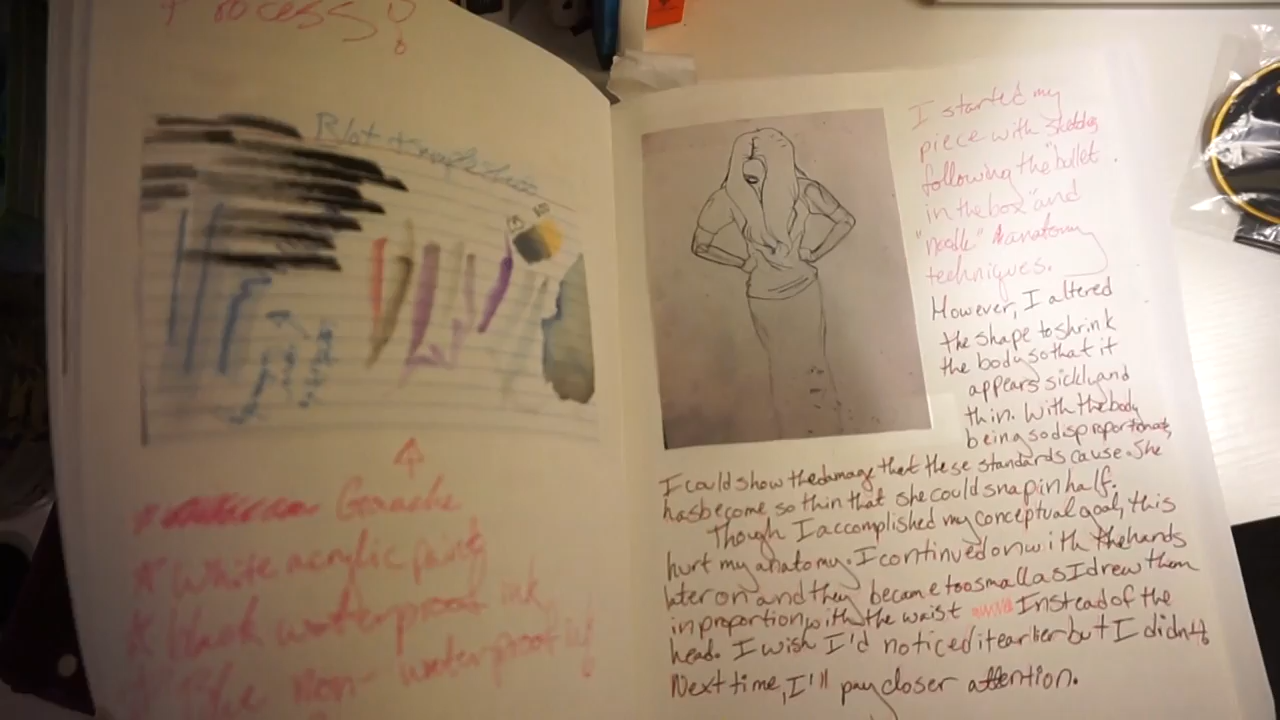 Process!
Blot + 
Gouache
* white acrylic paint
* black waterproof ink
* Blue non-waterproof ink!
I started my
piece with sketches
following the "bullet
in the box" and
"needle" anatomy
techniques.
However, I altered
the shape to shrink
the body so that it
appears sickly and
thin. With the body
being so disproportionate,
I could show the damage that these standards cause. She
has become so thin that she could snap in half.
Though I accomplished my conceptual goal, this
hurt my anatomy. I continued on with the hands
later on and they became too small as I drew them
in proportion with the waist Instead of the
head. I wish I'd noticed it earlier but I didn't.
Next time, I'll pay closer attention.